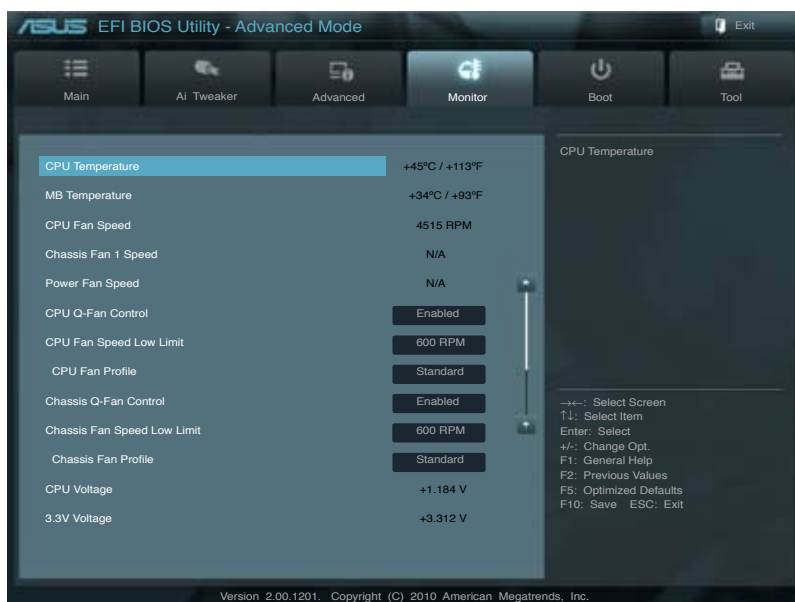 ASUS EFI BIOS Utility - Advanced Mode
Exit
Main
Ai Tweaker
Advanced
Monitor
Boot
Tool
CPU Temperature +45ºC / +113ºF
MB Temperature +34ºC / +93ºF
CPU Fan Speed 4515 RPM
Chassis Fan 1 Speed N/A
Power Fan Speed N/A
CPU Q-Fan Control Enabled
CPU Fan Speed Low Limit 600 RPM
CPU Fan Profile Standard
Chassis Q-Fan Control Enabled
Chassis Fan Speed Low Limit 600 RPM
Chassis Fan Profile Standard
CPU Voltage +1.184 V
3.3V Voltage +3.312 V
CPU Temperature
→←: Select Screen
↑↓: Select Item
Enter: Select
+/-: Change Opt.
F1: General Help
F2: Previous Values
F5: Optimized Defaults
F10: Save ESC: Exit
Version 2.00.1201. Copyright (C) 2010 American Megatrends, Inc.